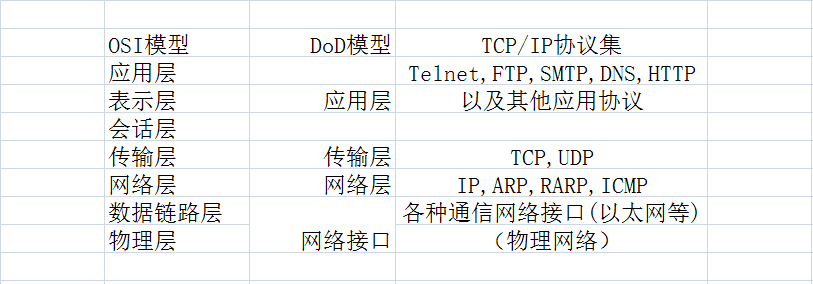 OSI模型 DoD模型 TCP/IP协议集
应用层 Telnet,FTP,SMTP,DNS,HTTP
表示层 应用层 以及其他应用协议
会话层
传输层 传输层 TCP,UDP
网络层 网络层 IP,ARP,RARP,ICMP
数据链路层 各种通信网络接口(以太网等)
物理层 网络接口 （物理网络）